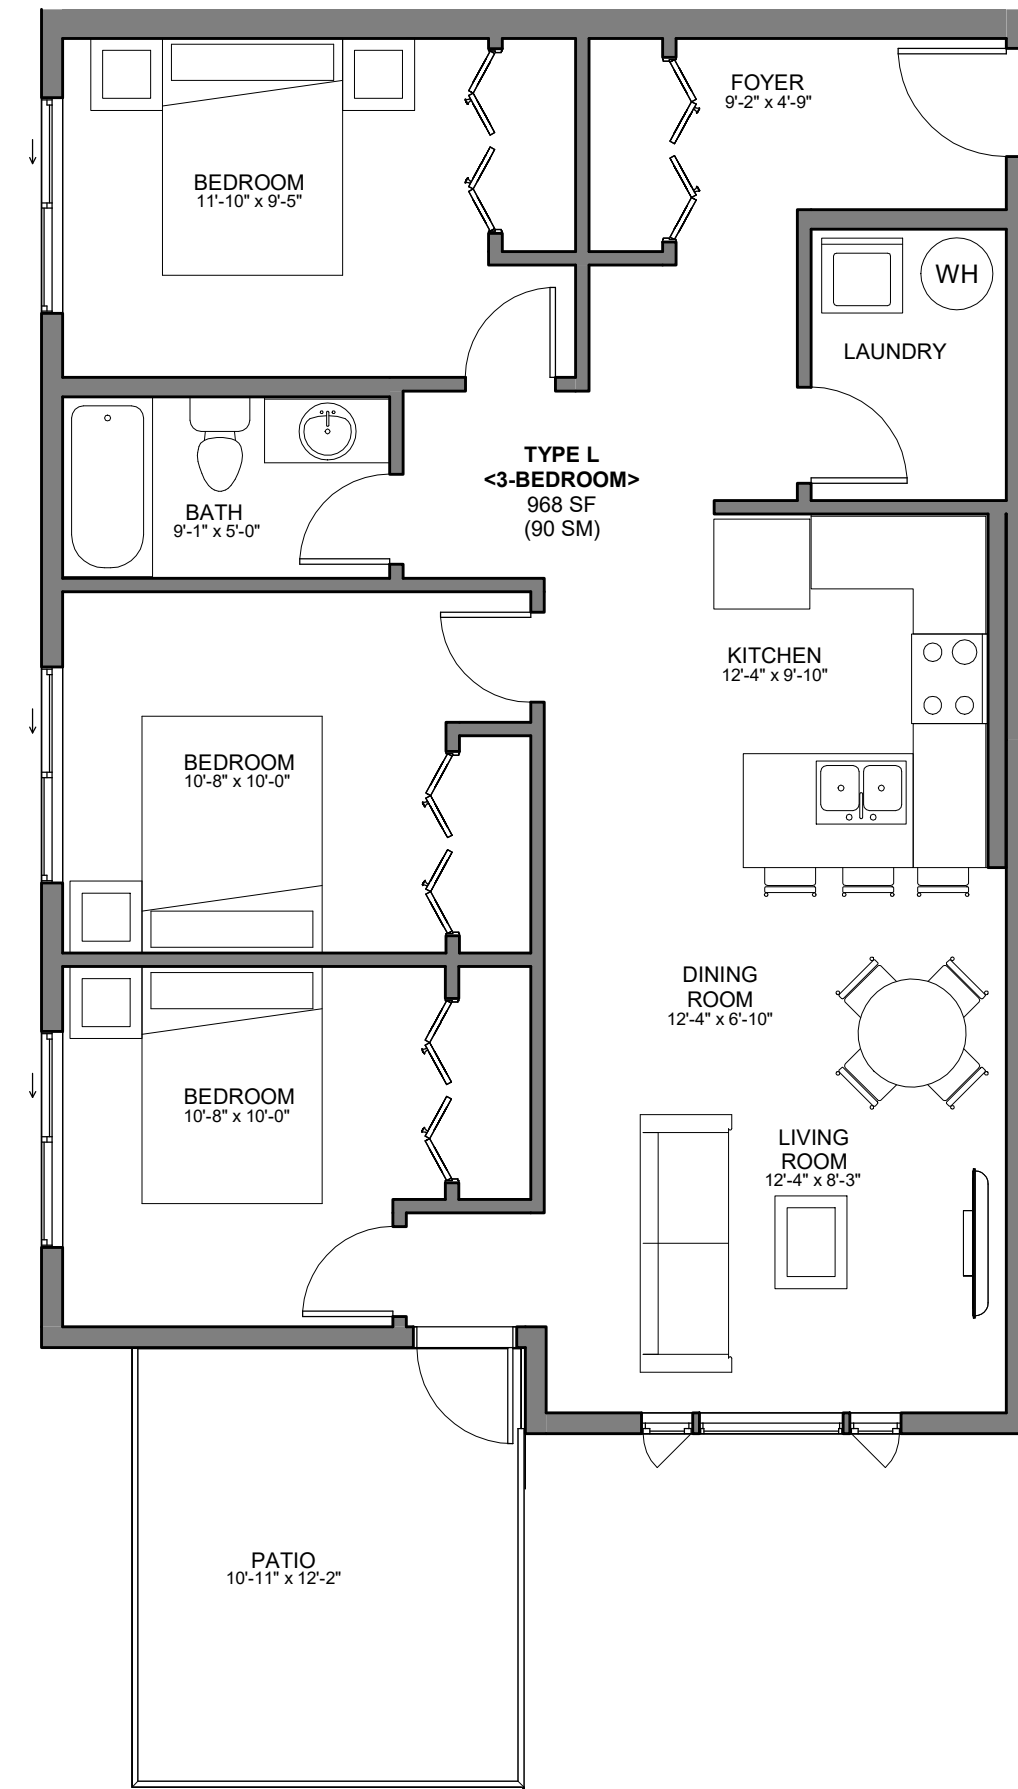 FOYER
9'-2" x 4'-9"
BEDROOM
11'-10" x 9'-5"
WH
LAUNDRY
TYPE L
<3-BEDROOM>
968 SF
(90 SM)
BATH
9'-1" x 5'-0"
KITCHEN
12'-4" x 9'-10"
BEDROOM
10'-8" x 10'-0"
DINING
ROOM
12'-4" x 6'-10"
BEDROOM
10'-8" x 10'-0"
LIVING
ROOM
12'-4" x 8'-3"
PATIO
10'-11" x 12'-2"